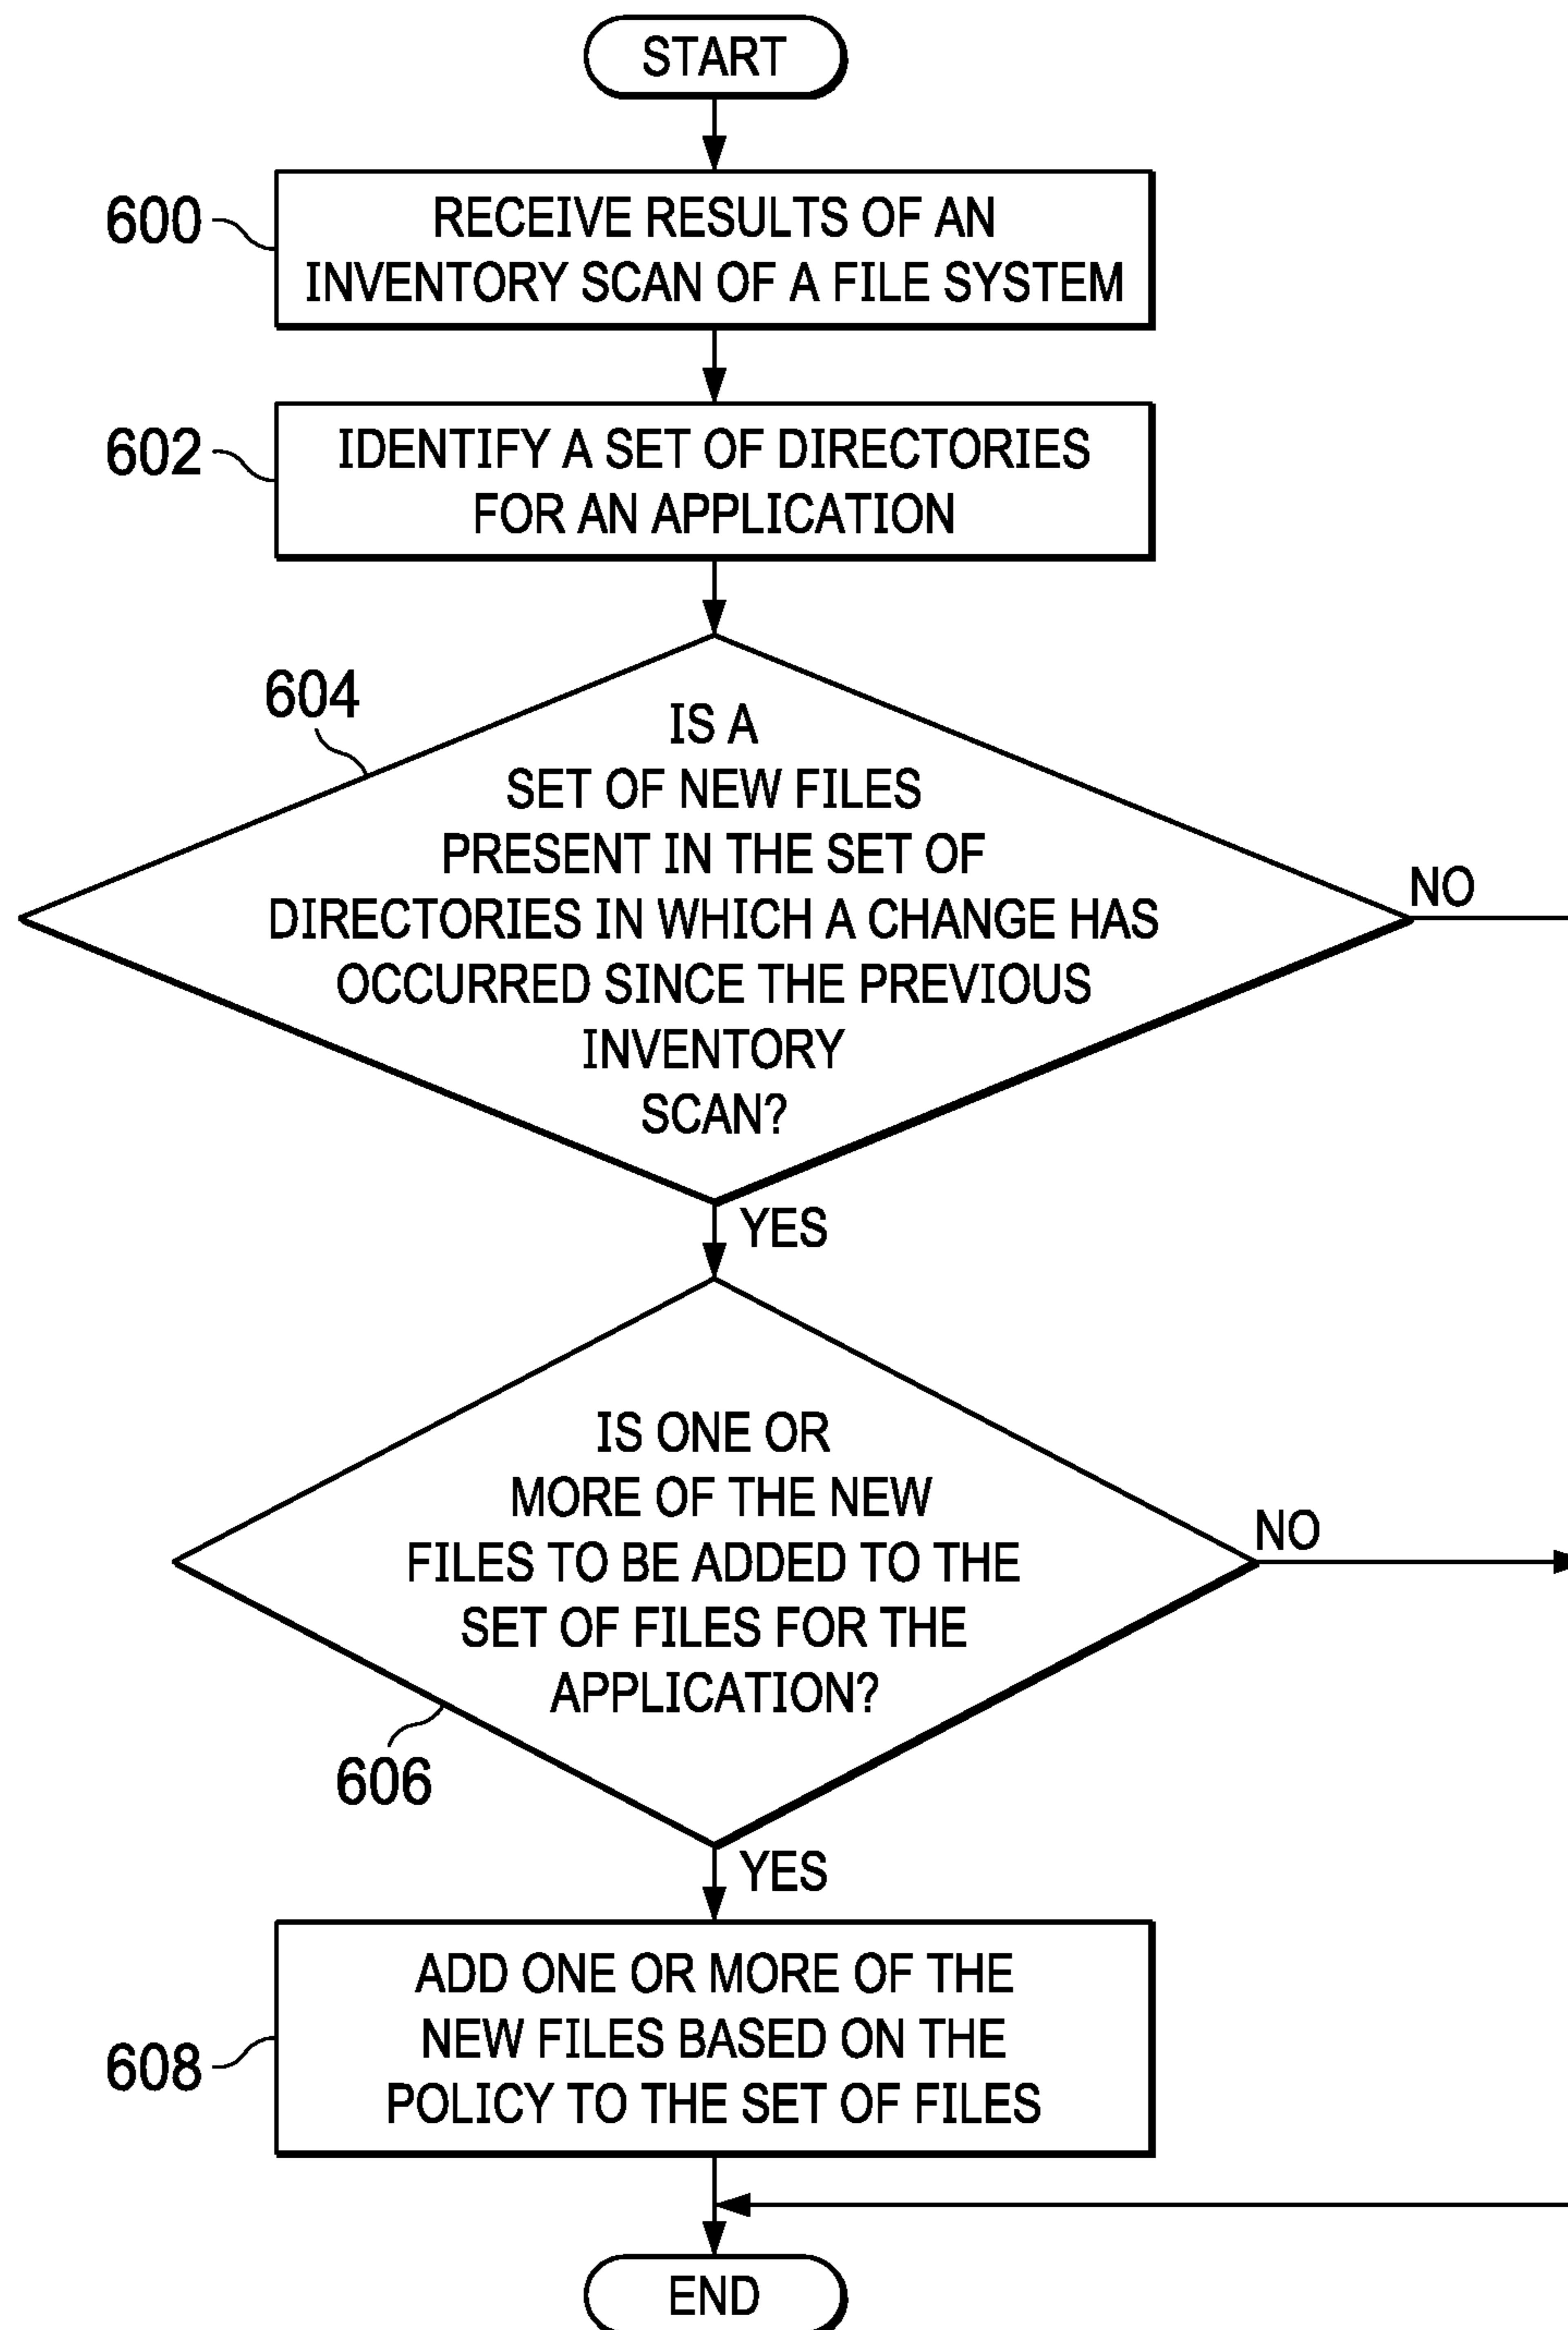 START
600
RECEIVE RESULTS OF AN
INVENTORY SCAN OF A FILE SYSTEM
602
IDENTIFY A SET OF DIRECTORIES
FOR AN APPLICATION
604
IS A
SET OF NEW FILES
PRESENT IN THE SET OF
DIRECTORIES IN WHICH A CHANGE HAS
OCCURRED SINCE THE PREVIOUS
INVENTORY
SCAN?
NO
YES
IS ONE OR
MORE OF THE NEW
FILES TO BE ADDED TO THE
SET OF FILES FOR THE
APPLICATION?
NO
606
YES
608
ADD ONE OR MORE OF THE
NEW FILES BASED ON THE
POLICY TO THE SET OF FILES
END